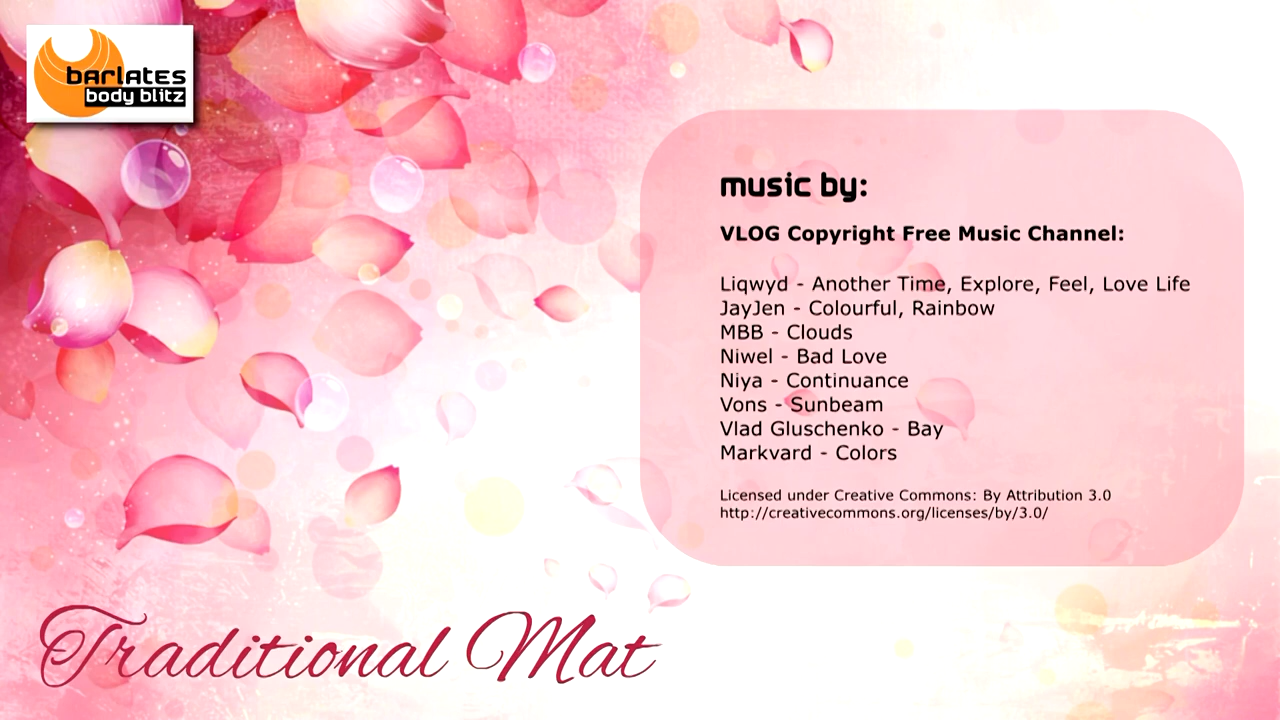 barlates
body blitz
music by:
VLOG Copyright Free Music Channel:
Liqwyd - Another Time, Explore, Feel, Love Life
JayJen - Colourful, Rainbow
MBB - Clouds
Niwel - Bad Love
Niya - Continuance
Vons - Sunbeam
Vlad Gluschenko - Bay
Markvard - Colors
Licensed under Creative Commons: By Attribution 3.0
http://creativecommons.org/licenses/by/3.0/
Traditional Mat